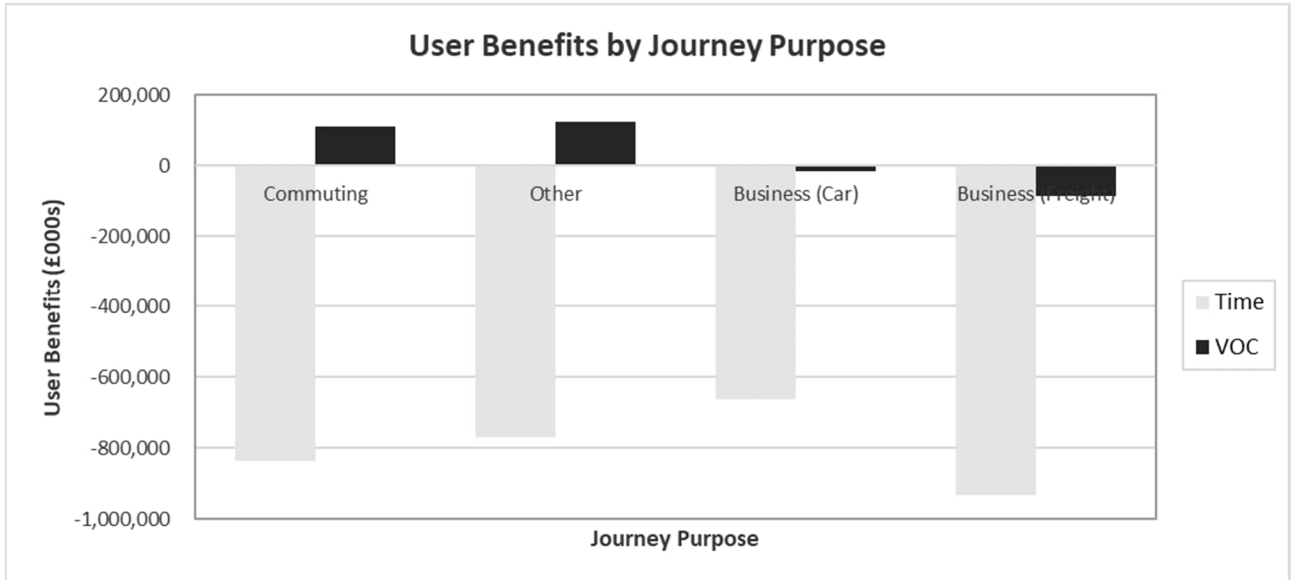 User Benefits by Journey Purpose
200,000
0
-200,000
-400,000
-600,000
-800,000
-1,000,000
User Benefits (£000s)
Commuting Other Business (Car) Business (Freight)
Journey Purpose
Time
VOC